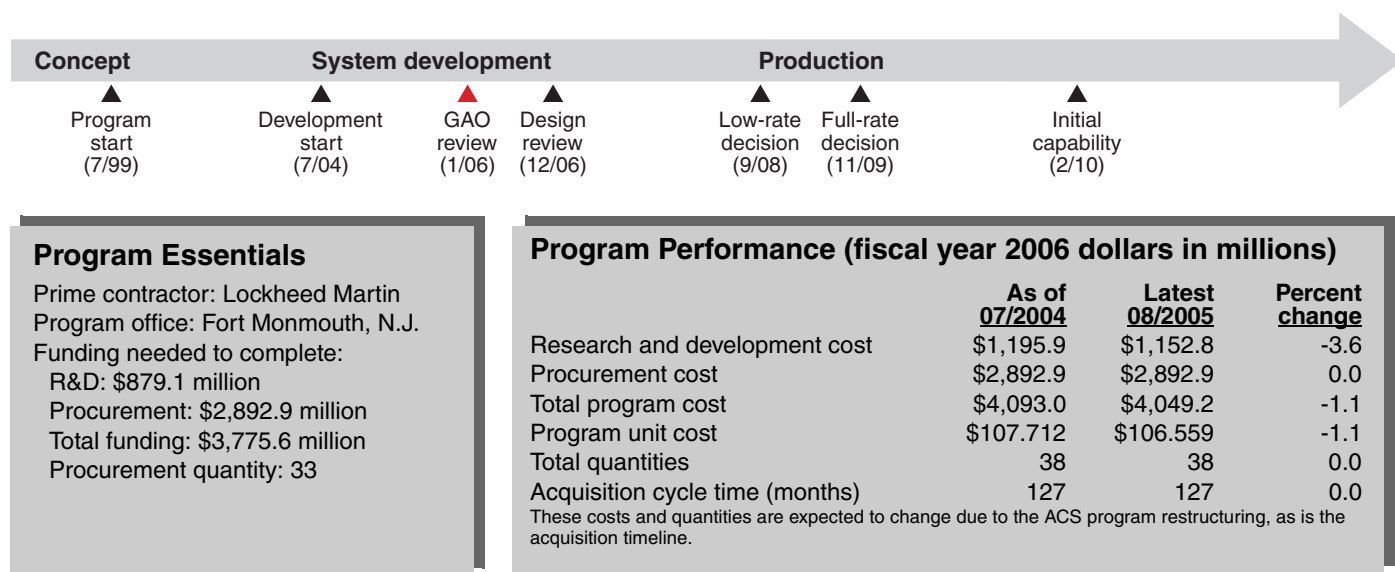 Concept System development Production
Program start (7/99)
Development start (7/04)
GAO review (1/06)
Design review (12/06)
Low-rate decision (9/08)
Full-rate decision (11/09)
Initial capability (2/10)
Program Essentials
Prime contractor: Lockheed Martin
Program office: Fort Monmouth, N.J.
Funding needed to complete:
R&D: $879.1 million
Procurement: $2,892.9 million
Total funding: $3,775.6 million
Procurement quantity: 33
Program Performance (fiscal year 2006 dollars in millions)
As of 07/2004 Latest 08/2005 Percent change
Research and development cost $1,195.9 $1,152.8 -3.6
Procurement cost $2,892.9 $2,892.9 0.0
Total program cost $4,093.0 $4,049.2 -1.1
Program unit cost $107.712 $106.559 -1.1
Total quantities 38 38 0.0
Acquisition cycle time (months) 127 127 0.0
These costs and quantities are expected to change due to the ACS program restructuring, as is the
acquisition timeline.